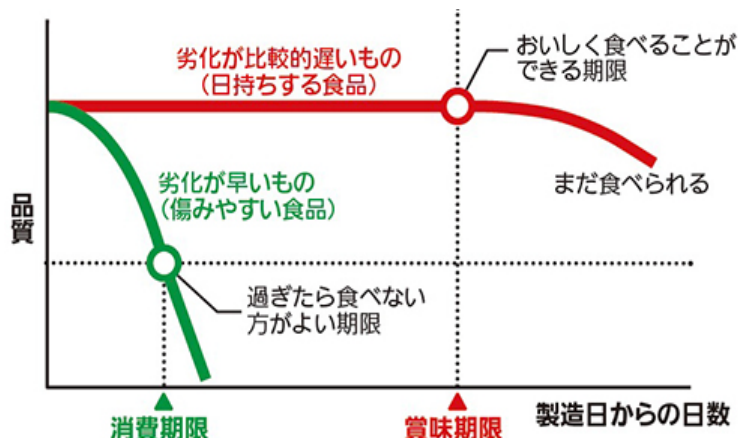 劣化が比較的遅いもの
（日持ちする食品）
おいしく食べることが
できる期限
まだ食べられる
劣化が早いもの
（傷みやすい食品）
品質
過ぎたら食べない
方がよい期限
消費期限
賞味期限
製造日からの日数